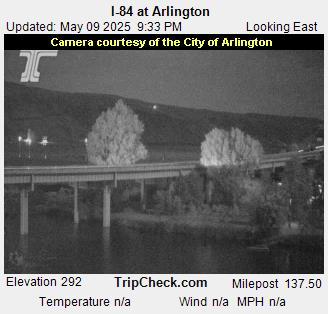 I-84 at Arlington
Updated: May 09 2025 9:33 PM Looking East
Camera courtesy of the City of Arlington
Elevation 292 TripCheck.com Milepost 137.50
Temperature n/a Wind n/a MPH n/a